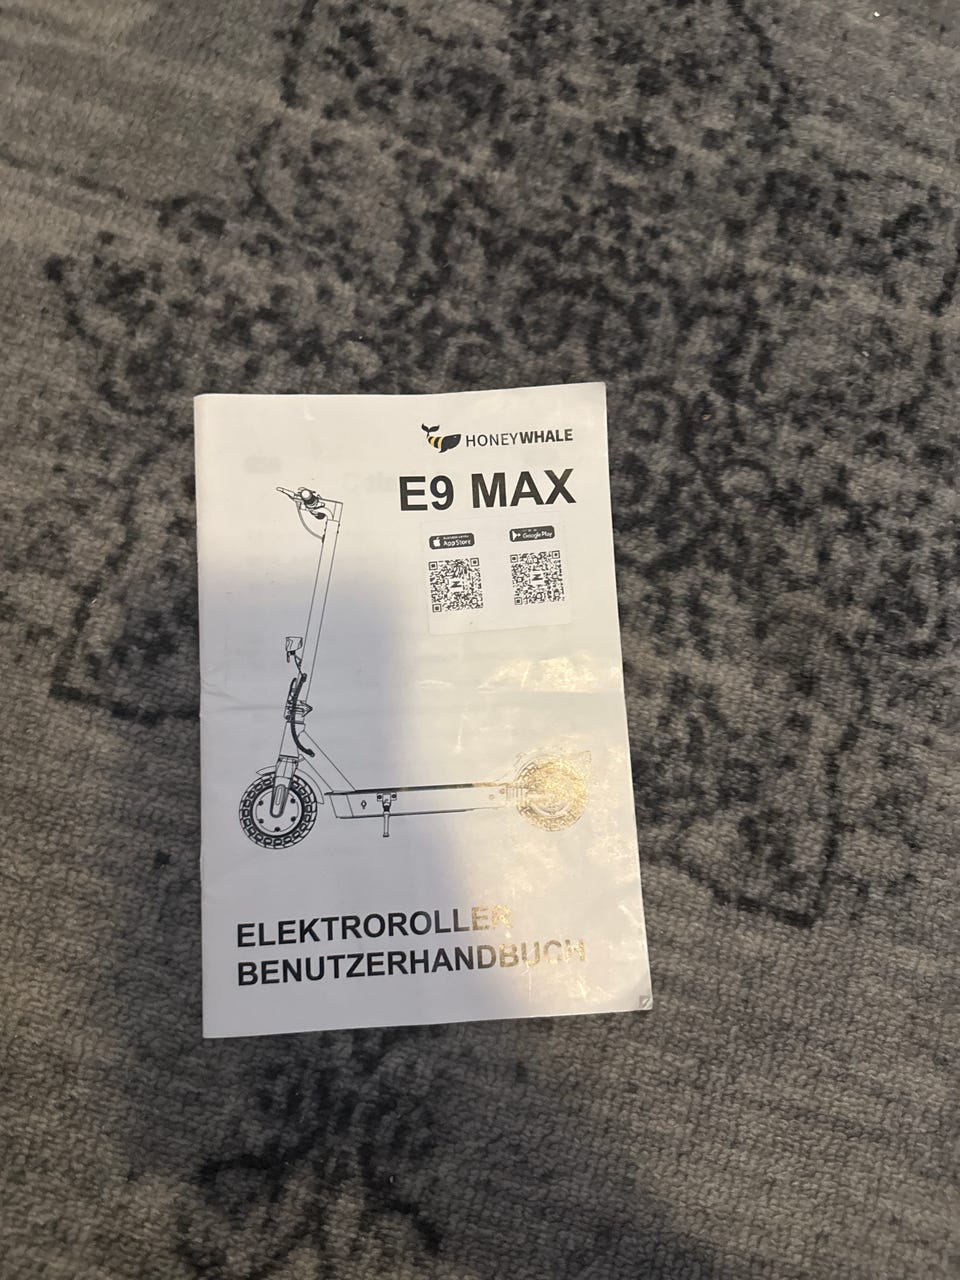 HONEYWHALE
E9 MAX
App Store
Google Play
ELEKTROROLLER
BENUTZERHANDBUCH